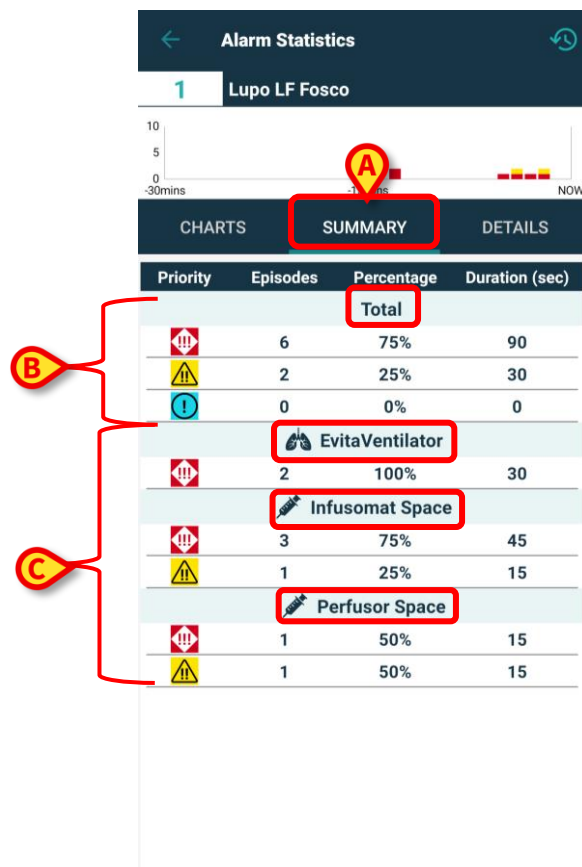 Alarm Statistics
1 Lupo LF Fosco
10
5
0
-30mins NOW
A
CHARTS SUMMARY DETAILS
Priority Episodes Percentage Duration (sec)
Total
!!! 6 75% 90
!! 2 25% 30
! 0 0% 0
B
EvitaVentilator
!!! 2 100% 30
Infusomat Space
!!! 3 75% 45
!! 1 25% 15
C
Perfusor Space
!!! 1 50% 15
!! 1 50% 15